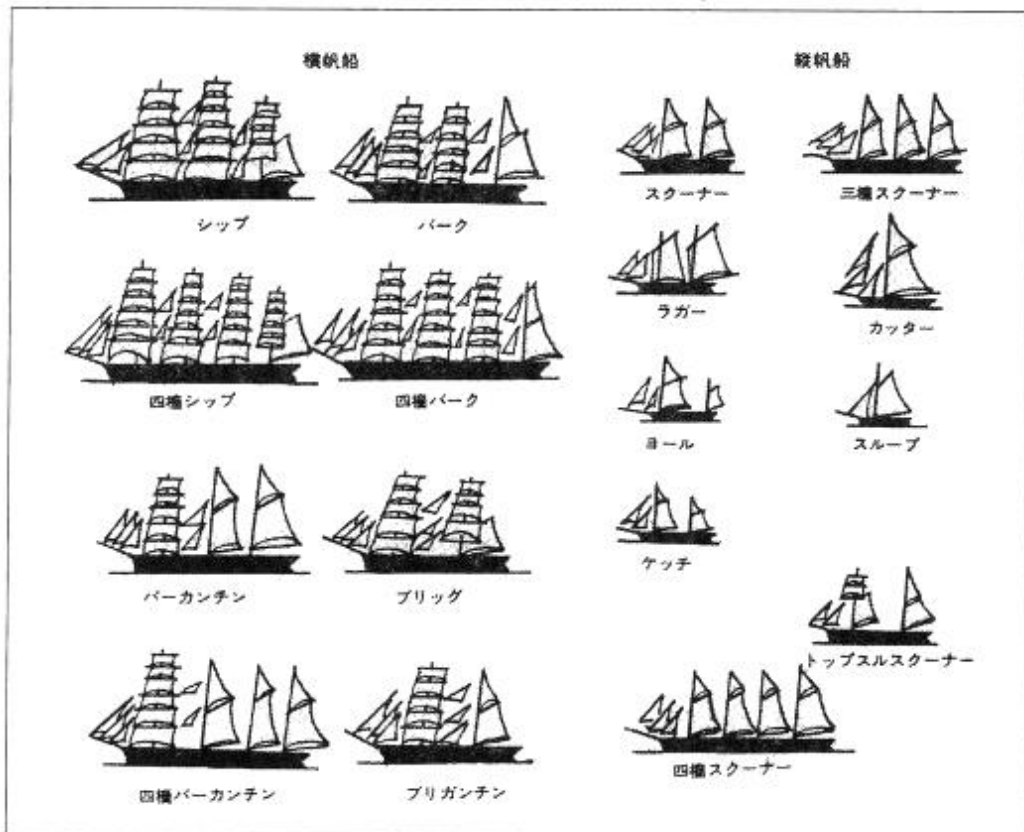 横帆船
縦帆船
シップ
バーク
スクーナー
三檣スクーナー
ラガー
カッター
四檣シップ
四檣バーク
ヨール
スループ
ケッチ
バーカンチン
ブリッグ
トップスルスクーナー
四檣バーカンチン
ブリガンチン
四檣スクーナー